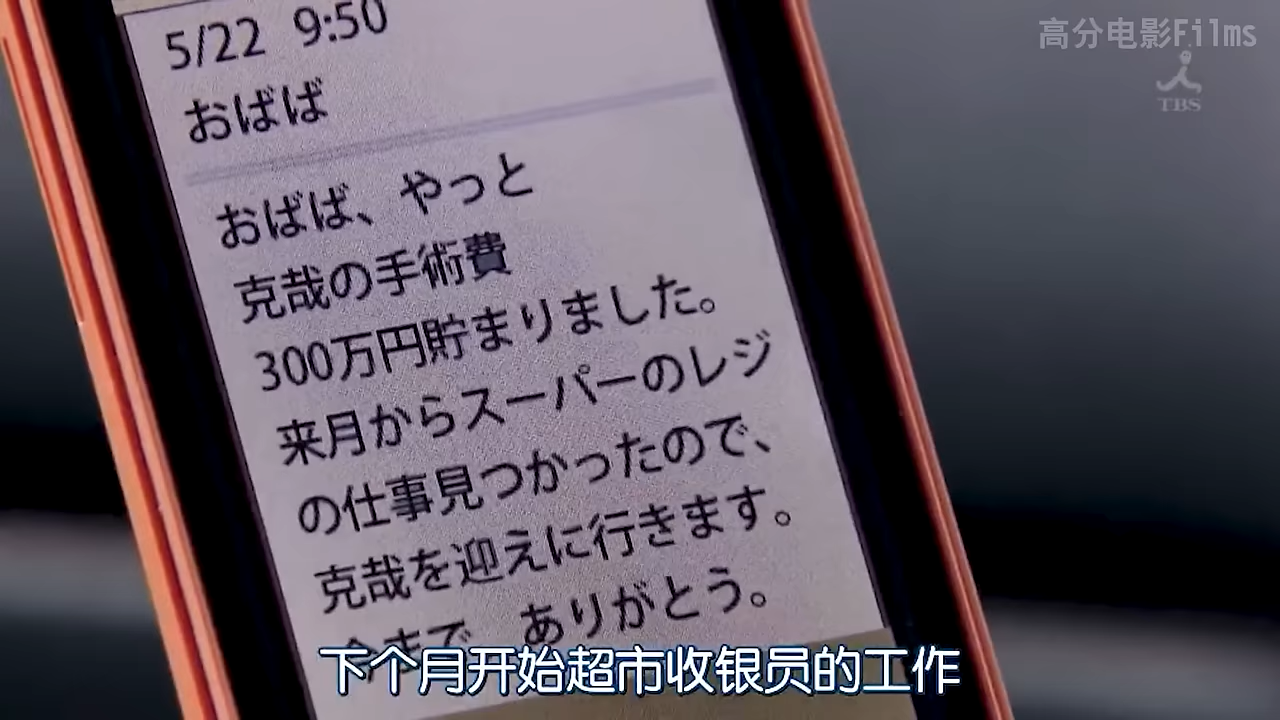 高分电影Films
TBS
5/22 9:50
おばば
おばば、やっと
克哉の手術費
300万円貯まりました。
来月からスーパーのレジ
の仕事見つかったので、
克哉を迎えに行きます。
今まで、ありがとう。
下个月开始超市收银员的工作